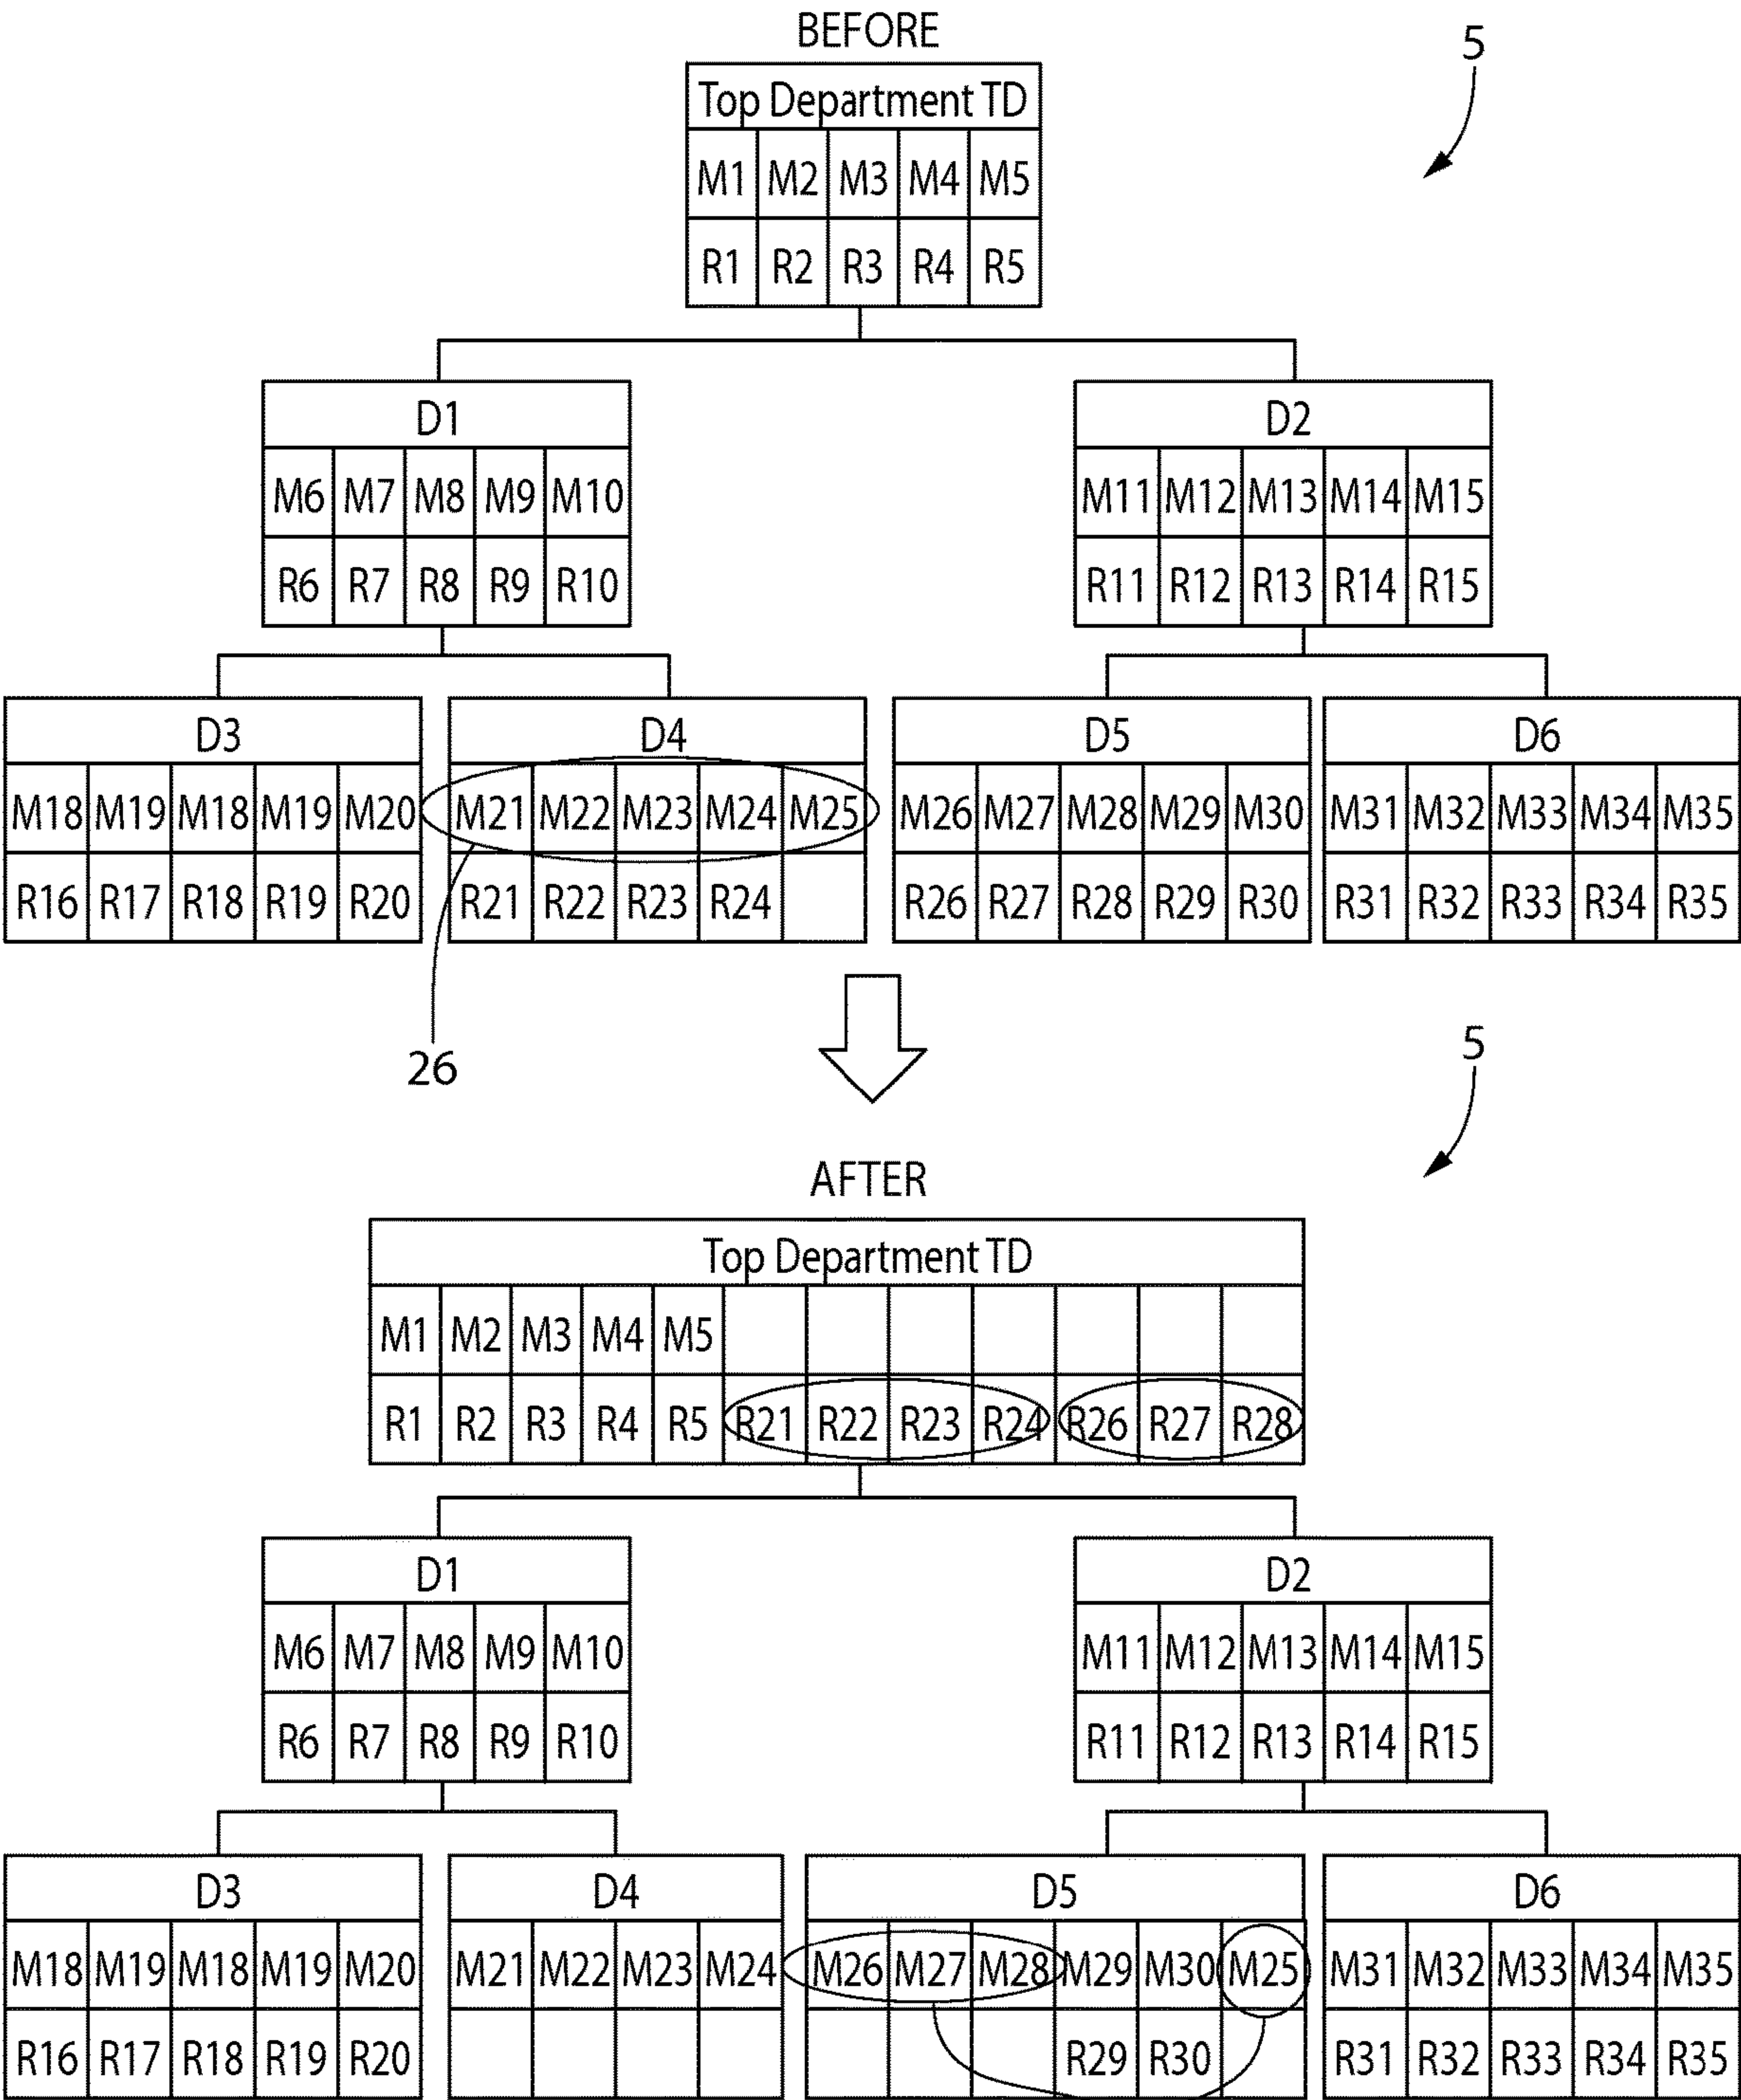 BEFORE
5
Top Department TD
M1 M2 M3 M4 M5
R1 R2 R3 R4 R5
D1 D2
M6 M7 M8 M9 M10 M11 M12 M13 M14 M15
R6 R7 R8 R9 R10 R11 R12 R13 R14 R15
D3 D4 D5 D6
M18 M19 M18 M19 M20 M21 M22 M23 M24 M25 M26 M27 M28 M29 M30 M31 M32 M33 M34 M35
R16 R17 R18 R19 R20 R21 R22 R23 R24 R26 R27 R28 R29 R30 R31 R32 R33 R34 R35
26
5
AFTER
Top Department TD
M1 M2 M3 M4 M5
R1 R2 R3 R4 R5 R21 R22 R23 R24 R26 R27 R28
D1 D2
M6 M7 M8 M9 M10 M11 M12 M13 M14 M15
R6 R7 R8 R9 R10 R11 R12 R13 R14 R15
D3 D4 D5 D6
M18 M19 M18 M19 M20 M21 M22 M23 M24 M26 M27 M28 M29 M30 M25 M31 M32 M33 M34 M35
R16 R17 R18 R19 R20 R29 R30 R31 R32 R33 R34 R35